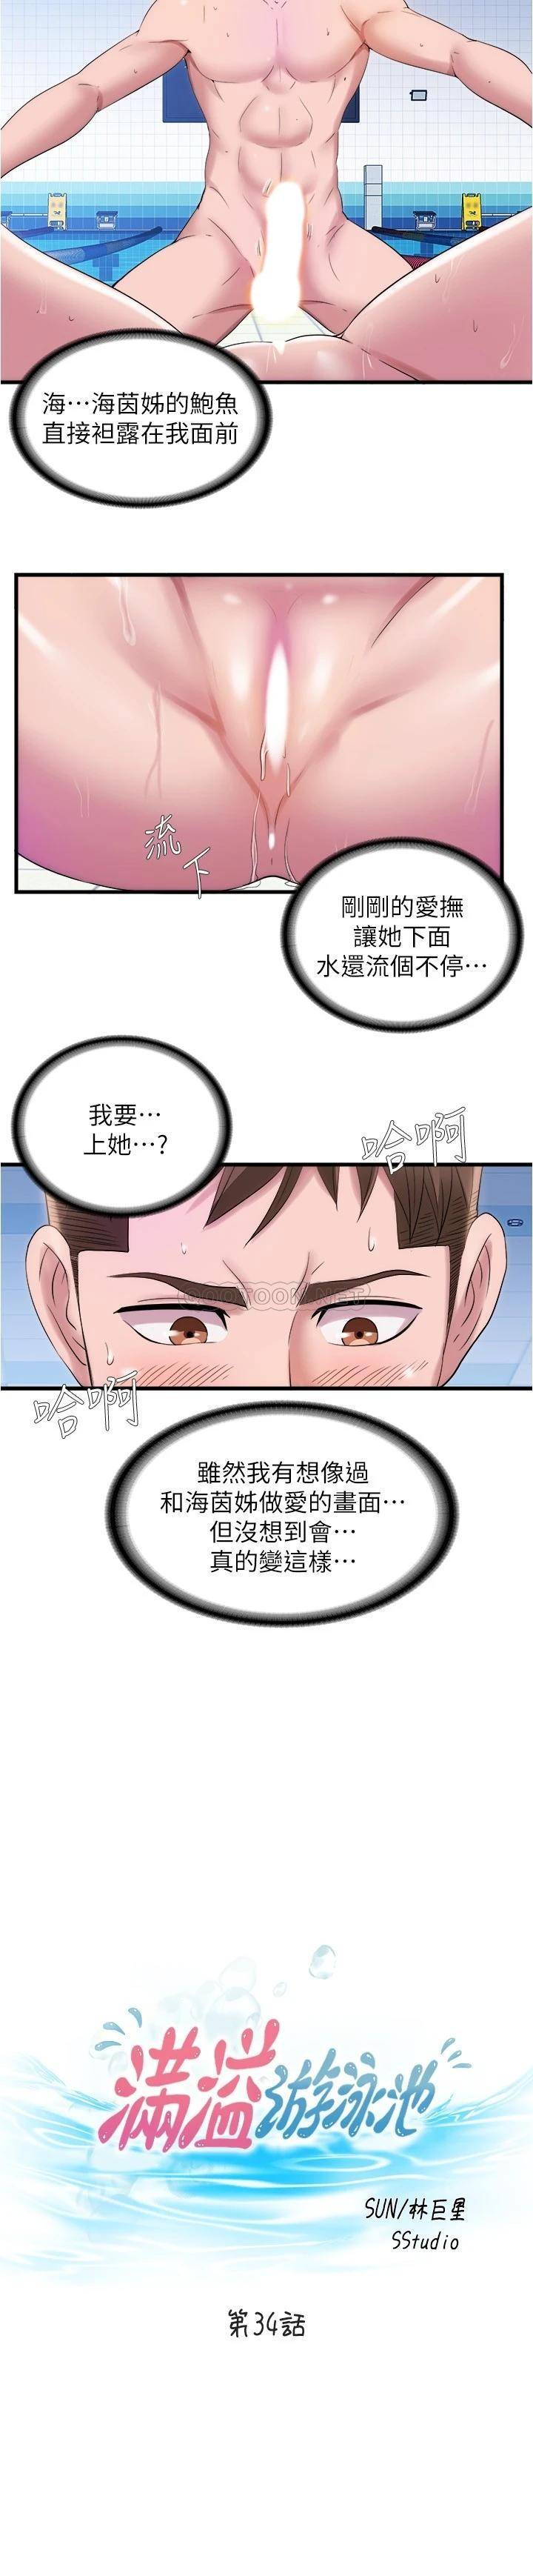 海⋯海茵姊的鮑魚
直接袒露在我面前
流下
剛剛的愛撫
讓她下面
水還流個不停⋯
我要⋯
上她⋯?
哈啊
哈啊
雖然我有想像過
和海茵姊做愛的畫面⋯
但沒想到會⋯
真的變這樣⋯
滿溢游泳池
SUN/林巨星
SStudio
第34話